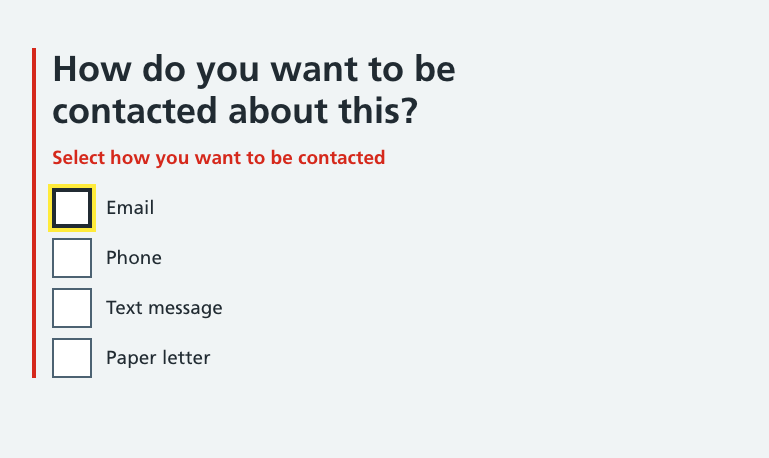 How do you want to be
contacted about this?
Select how you want to be contacted
Email
Phone
Text message
Paper letter